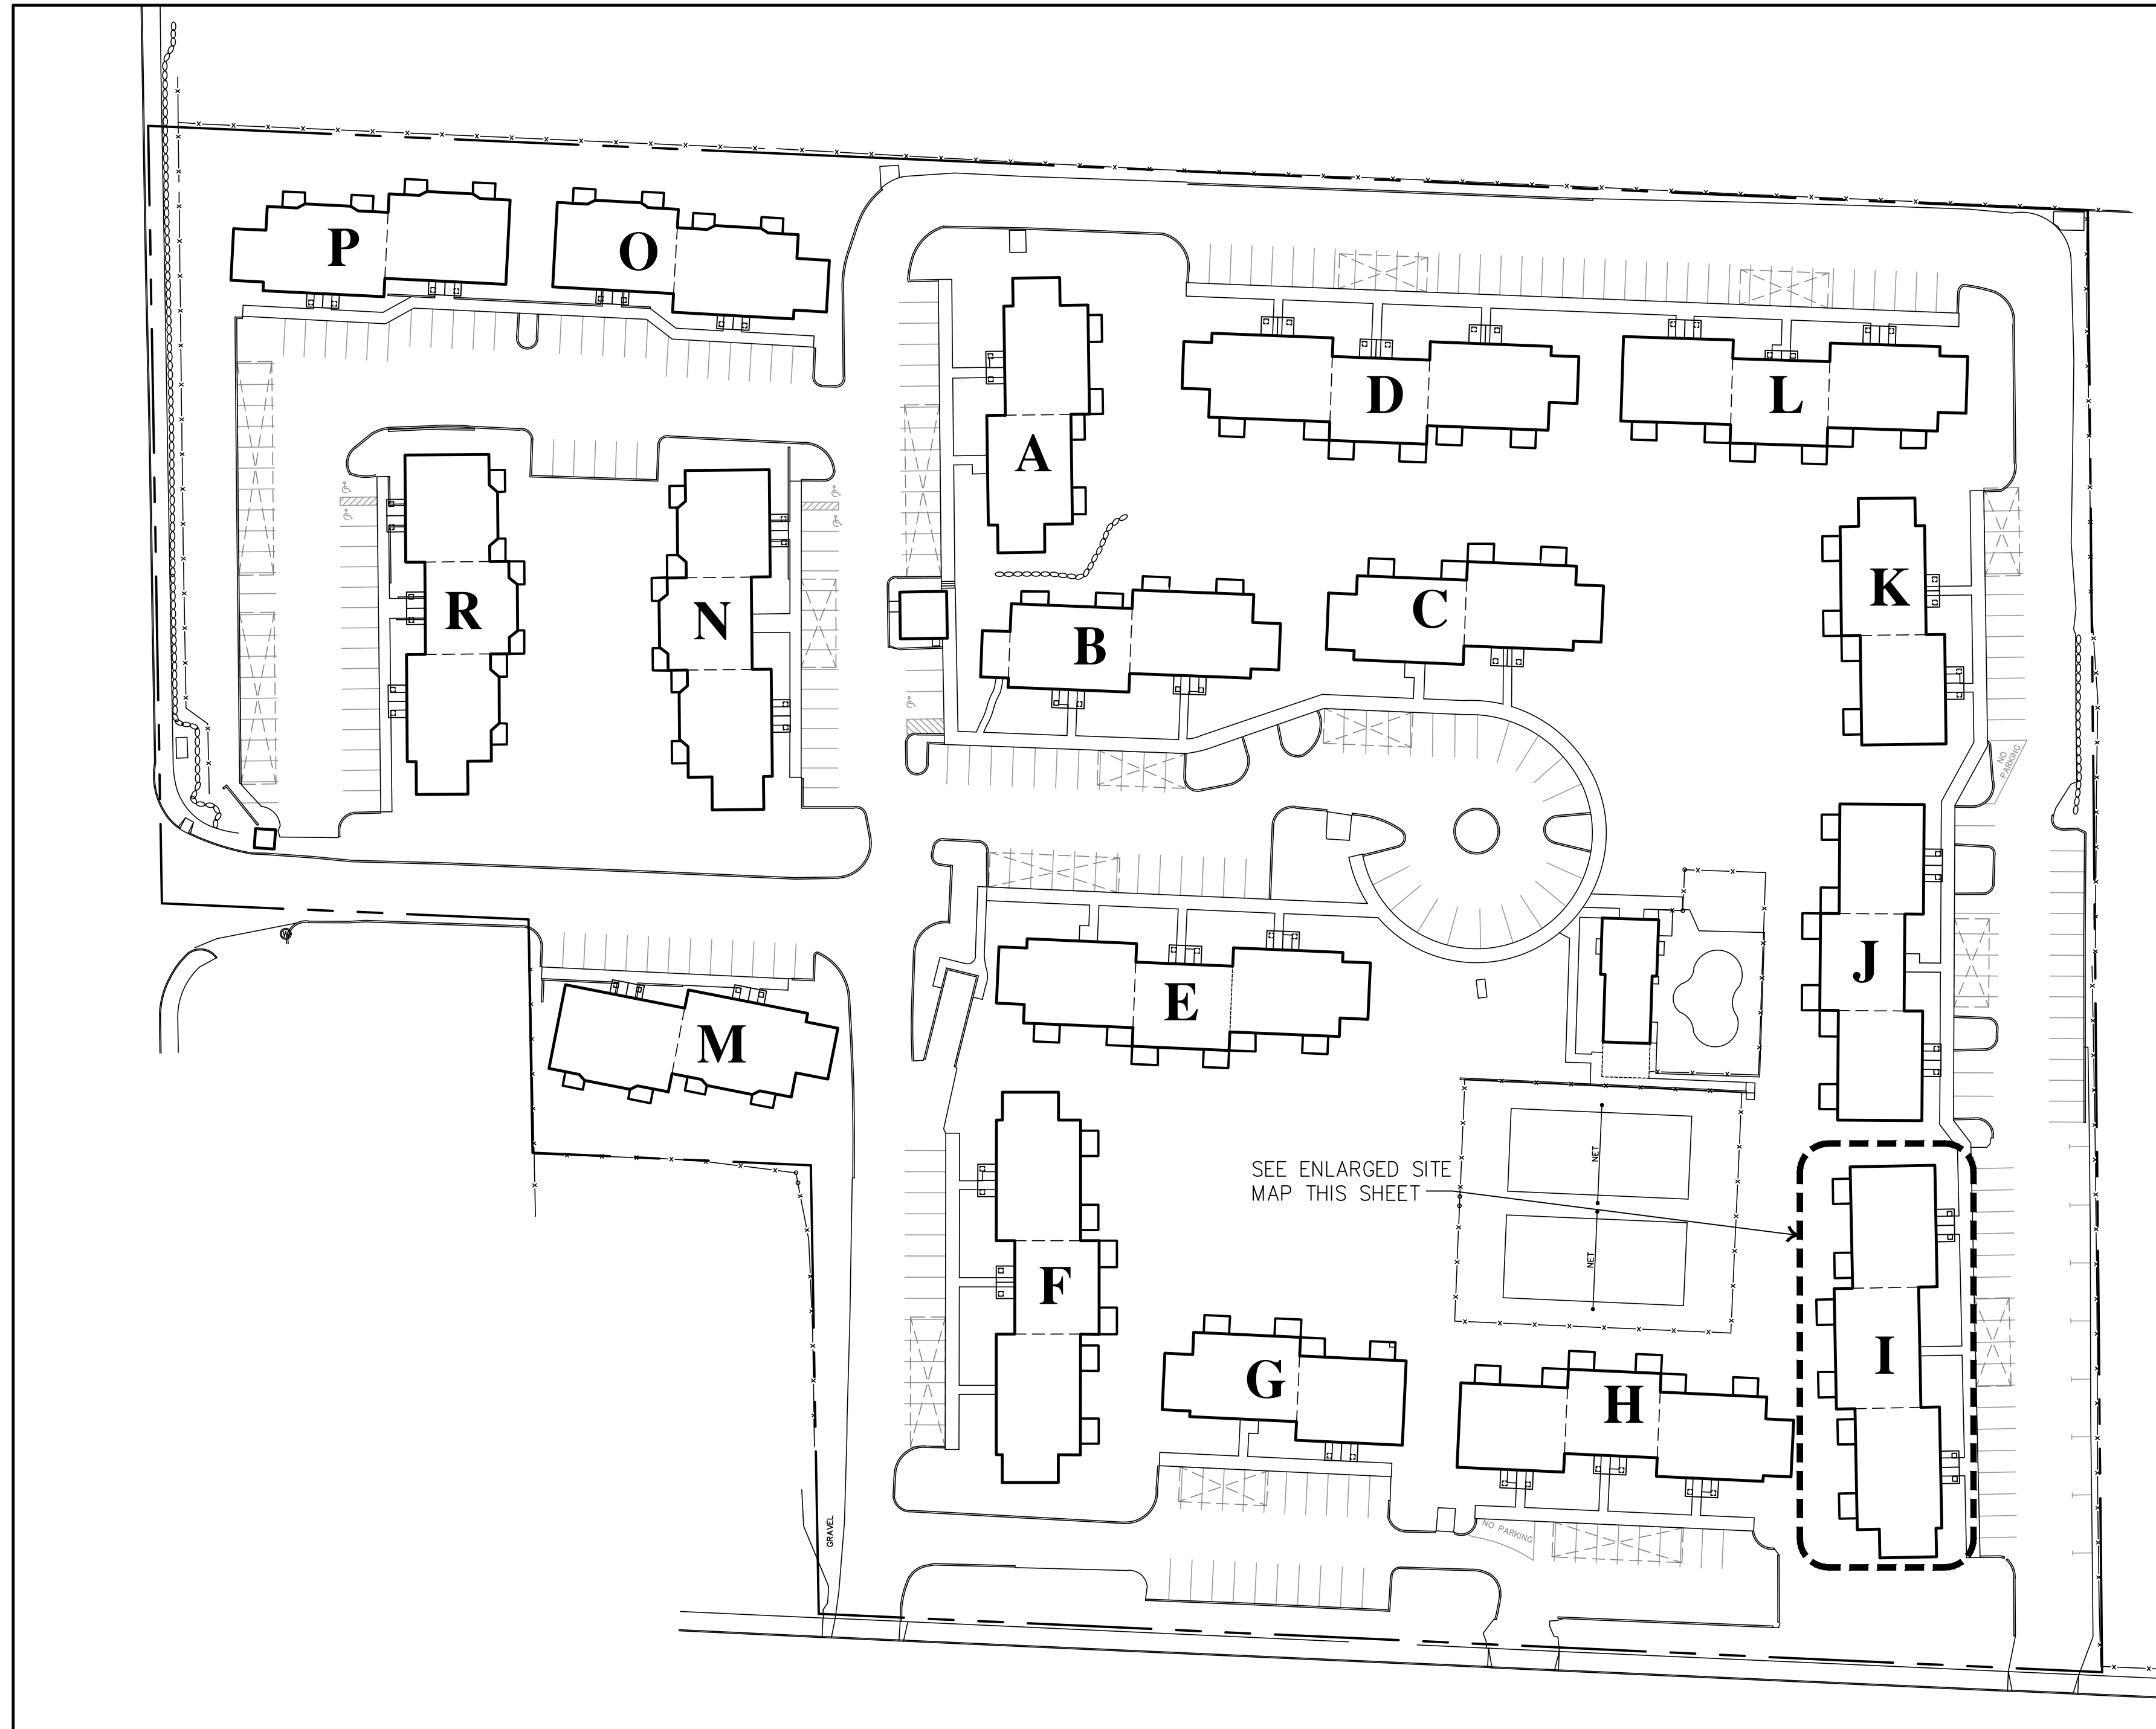 P
O
A
D
L
R
N
B
C
K
NO
PARKING
W
M
E
J
NET
SEE ENLARGED SITE
MAP THIS SHEET
F
NET
G
H
I
GRAVEL
NO PARKING